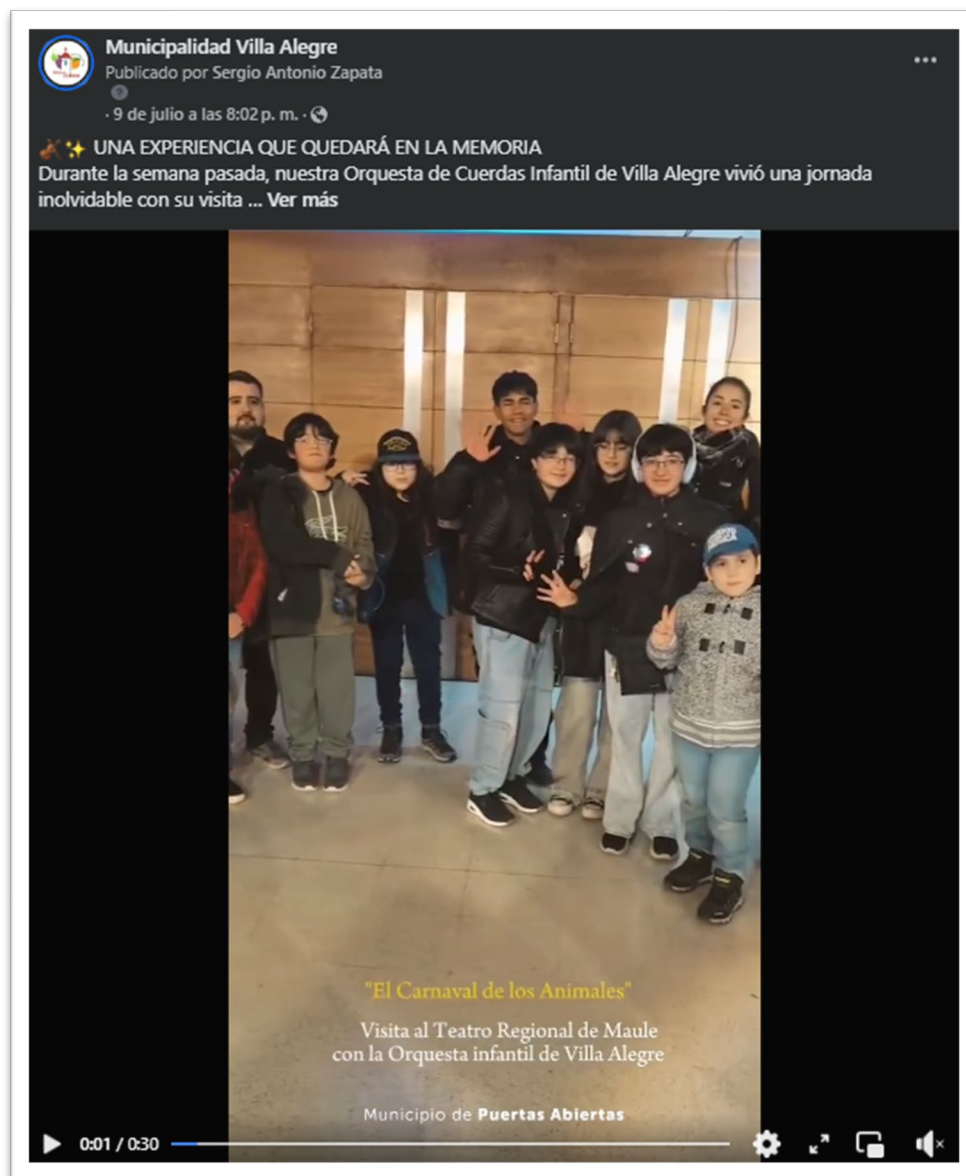 Municipalidad Villa Alegre
Publicado por Sergio Antonio Zapata
· 9 de julio a las 8:02 p. m. ·
UNA EXPERIENCIA QUE QUEDARÁ EN LA MEMORIA
Durante la semana pasada, nuestra Orquesta de Cuerdas Infantil de Villa Alegre vivió una jornada
inolvidable con su visita ... Ver más
"El Carnaval de los Animales"
Visita al Teatro Regional de Maule
con la Orquesta infantil de Villa Alegre
Municipio de Puertas Abiertas
0:01 / 0:30